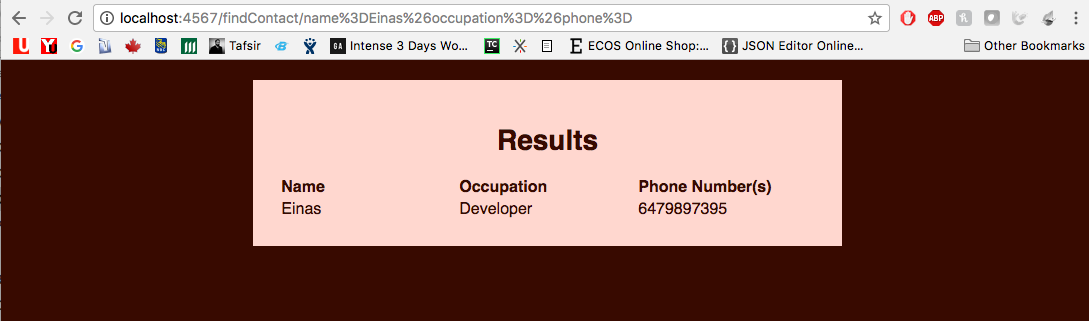 localhost:4567/findContact/name%3DEinas%26occupation%3D%26phone%3D
ABP
U Y G Tafsir GA Intense 3 Days Wo... TC E ECOS Online Shop:... {} JSON Editor Online... Other Bookmarks
Results
Name Occupation Phone Number(s)
Einas Developer 6479897395